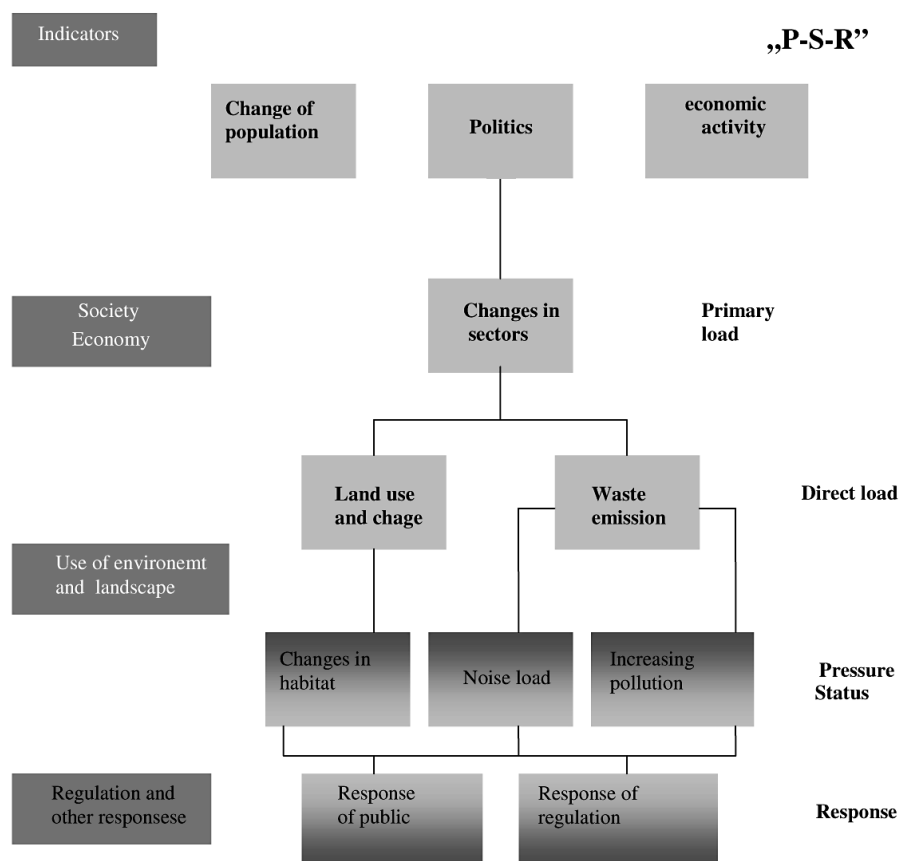 Indicators
„P-S-R”
Change of
population
Politics
economic
activity
Society
Economy
Changes in
sectors
Primary
load
Land use
and chage
Waste
emission
Direct load
Use of environemt
and landscape
Changes in
habitat
Noise load
Increasing
pollution
Pressure
Status
Regulation and
other responsese
Response
of public
Response of
regulation
Response